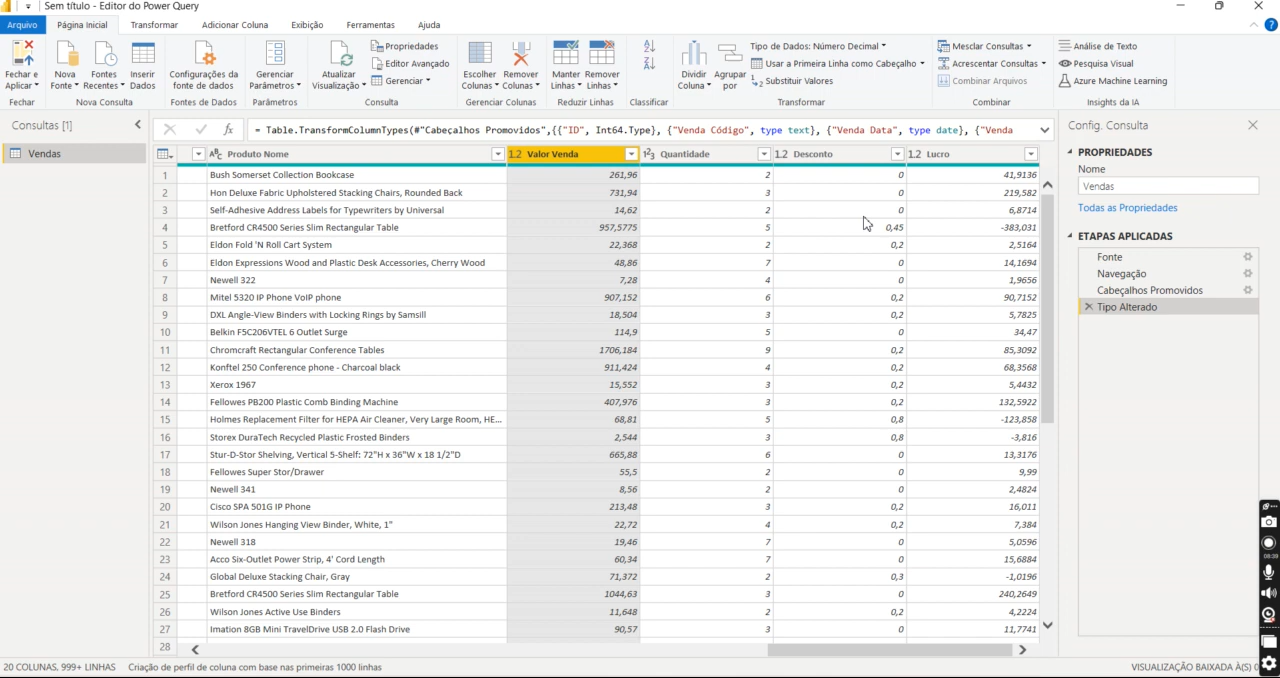 Sem título - Editor do Power Query
Arquivo Página Inicial Transformar Adicionar Coluna Exibição Ferramentas Ajuda
Fechar e Aplicar
Fechar
Nova Fonte
Fontes Recentes
Inserir Dados
Nova Consulta
Configurações da fonte de dados
Fontes de Dados
Gerenciar Parâmetros
Parâmetros
Atualizar Visualização
Propriedades
Editor Avançado
Gerenciar
Consulta
Escolher Colunas
Remover Colunas
Gerenciar Colunas
Manter Linhas
Remover Linhas
Reduzir Linhas
Classificar
Dividir Coluna
Agrupar por
Tipo de Dados: Número Decimal
Usar a Primeira Linha como Cabeçalho
Substituir Valores
Transformar
Mesclar Consultas
Acrescentar Consultas
Combinar Arquivos
Combinar
Análise de Texto
Pesquisa Visual
Azure Machine Learning
Insights da IA
Consultas [1]
Vendas
= Table.TransformColumnTypes(#"Cabeçalhos Promovidos",{{"ID", Int64.Type}, {"Venda Código", type text}, {"Venda Data", type date}, {"Venda
ABC Produto Nome 1.2 Valor Venda 123 Quantidade 1.2 Desconto 1.2 Lucro
1 Bush Somerset Collection Bookcase 261,96 2 0 41,9136
2 Hon Deluxe Fabric Upholstered Stacking Chairs, Rounded Back 731,94 3 0 219,582
3 Self-Adhesive Address Labels for Typewriters by Universal 14,62 2 0 6,8714
4 Bretford CR4500 Series Slim Rectangular Table 957,5775 5 0,45 -383,031
5 Eldon Fold 'N Roll Cart System 22,368 2 0,2 2,5164
6 Eldon Expressions Wood and Plastic Desk Accessories, Cherry Wood 48,86 7 0 14,1694
7 Newell 322 7,28 4 0 1,9656
8 Mitel 5320 IP Phone VoIP phone 907,152 6 0,2 90,7152
9 DXL Angle-View Binders with Locking Rings by Samsill 18,504 3 0,2 5,7825
10 Belkin F5C206VTEL 6 Outlet Surge 114,9 5 0 34,47
11 Chromcraft Rectangular Conference Tables 1706,184 9 0,2 85,3092
12 Konftel 250 Conference phone - Charcoal black 911,424 4 0,2 68,3568
13 Xerox 1967 15,552 3 0,2 5,4432
14 Fellowes PB200 Plastic Comb Binding Machine 407,976 3 0,2 132,5922
15 Holmes Replacement Filter for HEPA Air Cleaner, Very Large Room, HE... 68,81 5 0,8 -123,858
16 Storex DuraTech Recycled Plastic Frosted Binders 2,544 3 0,8 -3,816
17 Stur-D-Stor Shelving, Vertical 5-Shelf: 72"H x 36"W x 18 1/2"D 665,88 6 0 13,3176
18 Fellowes Super Stor/Drawer 55,5 2 0 9,99
19 Newell 341 8,56 2 0 2,4824
20 Cisco SPA 501G IP Phone 213,48 3 0,2 16,011
21 Wilson Jones Hanging View Binder, White, 1" 22,72 4 0,2 7,384
22 Newell 318 19,46 7 0 5,0596
23 Acco Six-Outlet Power Strip, 4' Cord Length 60,34 7 0 15,6884
24 Global Deluxe Stacking Chair, Gray 71,372 2 0,3 -1,0196
25 Bretford CR4500 Series Slim Rectangular Table 1044,63 3 0 240,2649
26 Wilson Jones Active Use Binders 11,648 2 0,2 4,2224
27 Imation 8GB Mini TravelDrive USB 2.0 Flash Drive 90,57 3 0 11,7741
28
Config. Consulta
PROPRIEDADES
Nome
Vendas
Todas as Propriedades
ETAPAS APLICADAS
Fonte
Navegação
Cabeçalhos Promovidos
Tipo Alterado
20 COLUNAS, 999+ LINHAS Criação de perfil de coluna com base nas primeiras 1000 linhas VISUALIZAÇÃO BAIXADA À(S) 0